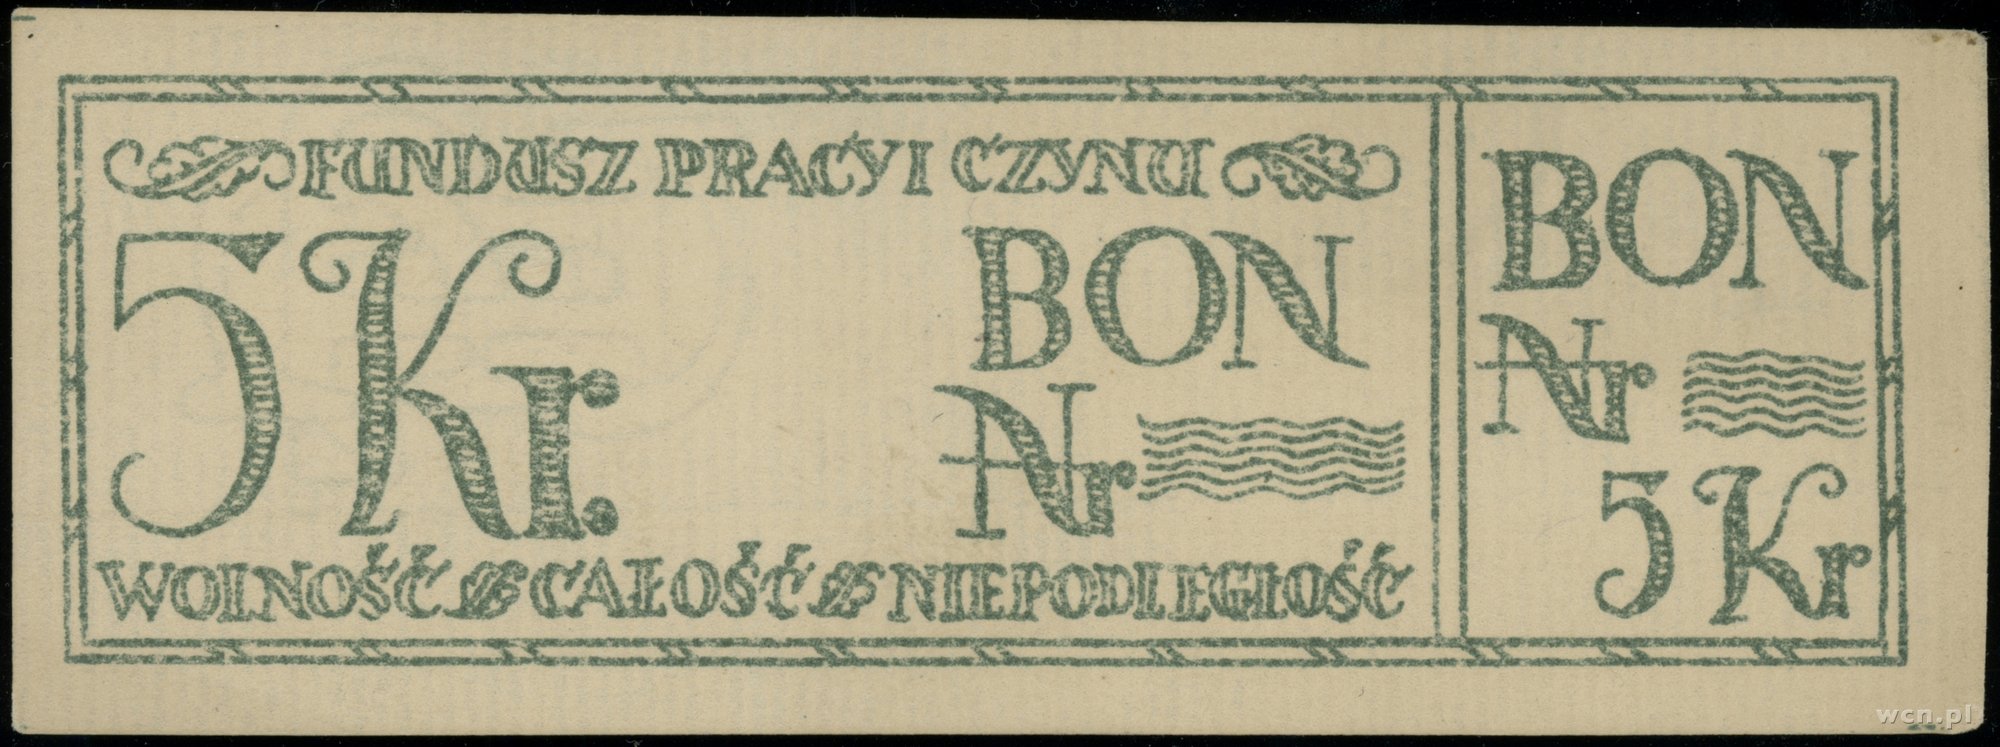 FUNDUSZ PRACY I CZYNU
5 Kr.
BON
Nr
WOLNOŚĆ CAŁOŚĆ NIEPODLEGŁOŚĆ
BON
Nr
5 Kr
wcn.pl